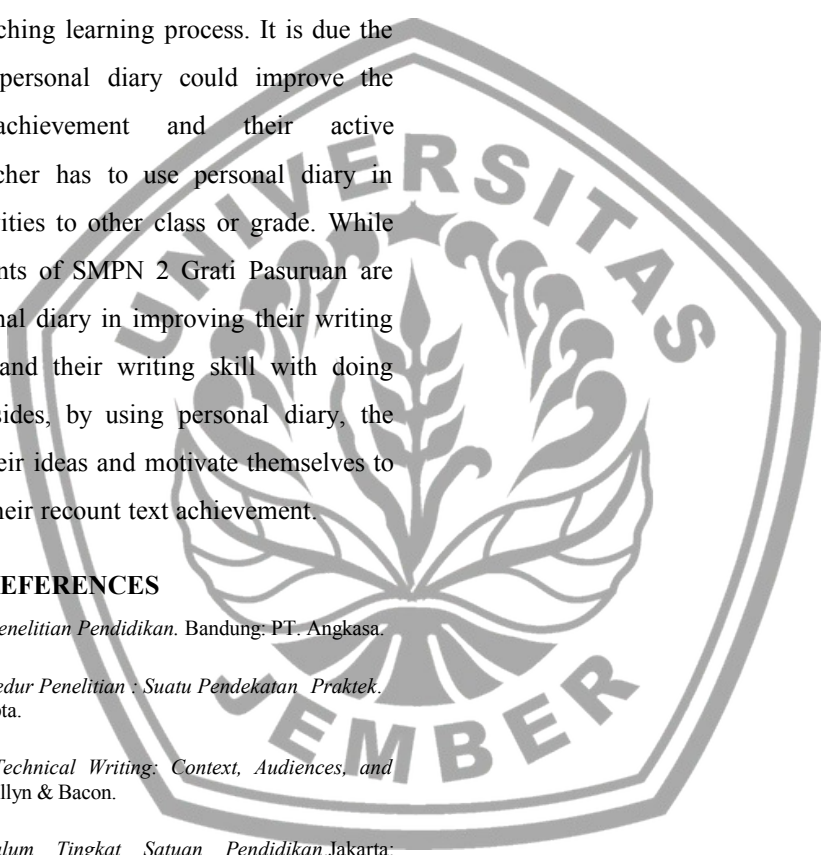 ching learning process. It is due the
personal diary could improve the
achievement and their active
cher has to use personal diary in
ities to other class or grade. While
nts of SMPN 2 Grati Pasuruan are
nal diary in improving their writing
and their writing skill with doing
sides, by using personal diary, the
eir ideas and motivate themselves to
heir recount text achievement.
EFERENCES
enelitian Pendidikan. Bandung: PT. Angkasa.
edur Penelitian : Suatu Pendekatan Praktek.
ota.
Technical Writing: Context, Audiences, and
llyn & Bacon.
lum Tingkat Satuan Pendidikan.Jakarta:
UNIVERSITAS
JEMBER